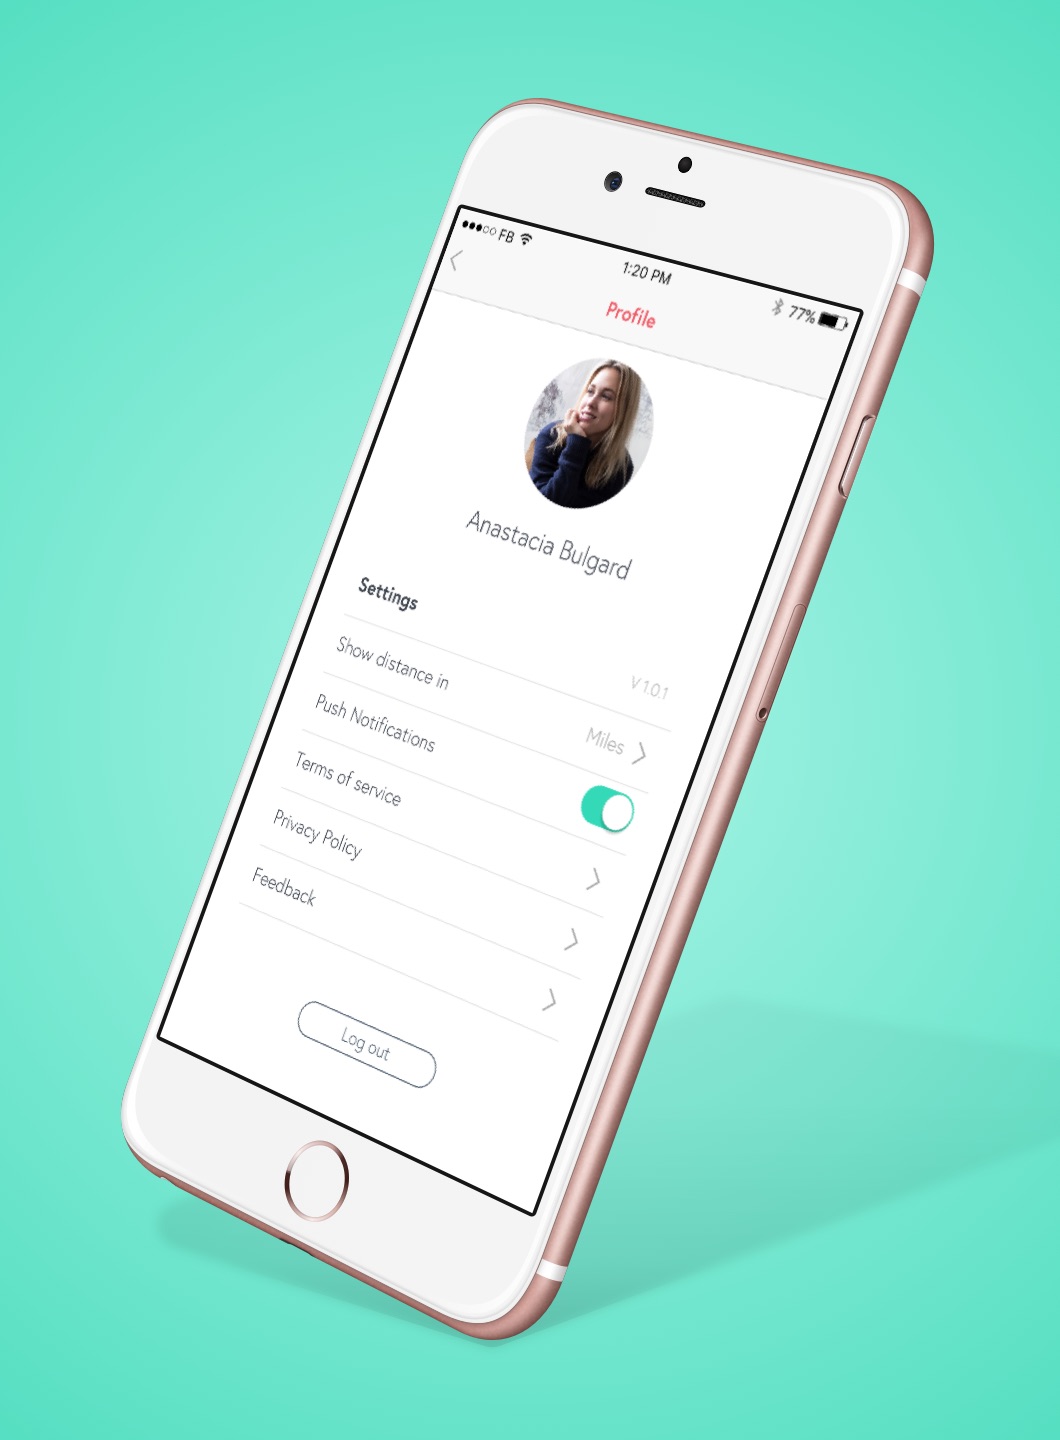 FB 1:20 PM 77%
Profile
Anastacia Bulgard
Settings V 1.0.1
Show distance in Miles
Push Notifications
Terms of service
Privacy Policy
Feedback
Log out